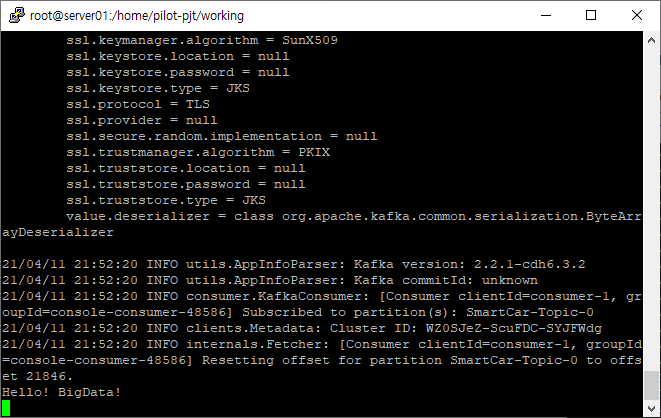 root@server01:/home/pilot-pjt/working
ssl.keymanager.algorithm = SunX509
ssl.keystore.location = null
ssl.keystore.password = null
ssl.keystore.type = JKS
ssl.protocol = TLS
ssl.provider = null
ssl.secure.random.implementation = null
ssl.trustmanager.algorithm = PKIX
ssl.truststore.location = null
ssl.truststore.password = null
ssl.truststore.type = JKS
value.deserializer = class org.apache.kafka.common.serialization.ByteArr
ayDeserializer
21/04/11 21:52:20 INFO utils.AppInfoParser: Kafka version: 2.2.1-cdh6.3.2
21/04/11 21:52:20 INFO utils.AppInfoParser: Kafka commitId: unknown
21/04/11 21:52:20 INFO consumer.KafkaConsumer: [Consumer clientId=consumer-1, gr
oupId=console-consumer-48586] Subscribed to partition(s): SmartCar-Topic-0
21/04/11 21:52:20 INFO clients.Metadata: Cluster ID: WZ0SJeZ-ScuFDC-SYJFWdg
21/04/11 21:52:20 INFO internals.Fetcher: [Consumer clientId=consumer-1, groupId
=console-consumer-48586] Resetting offset for partition SmartCar-Topic-0 to offs
et 21846.
Hello! BigData!